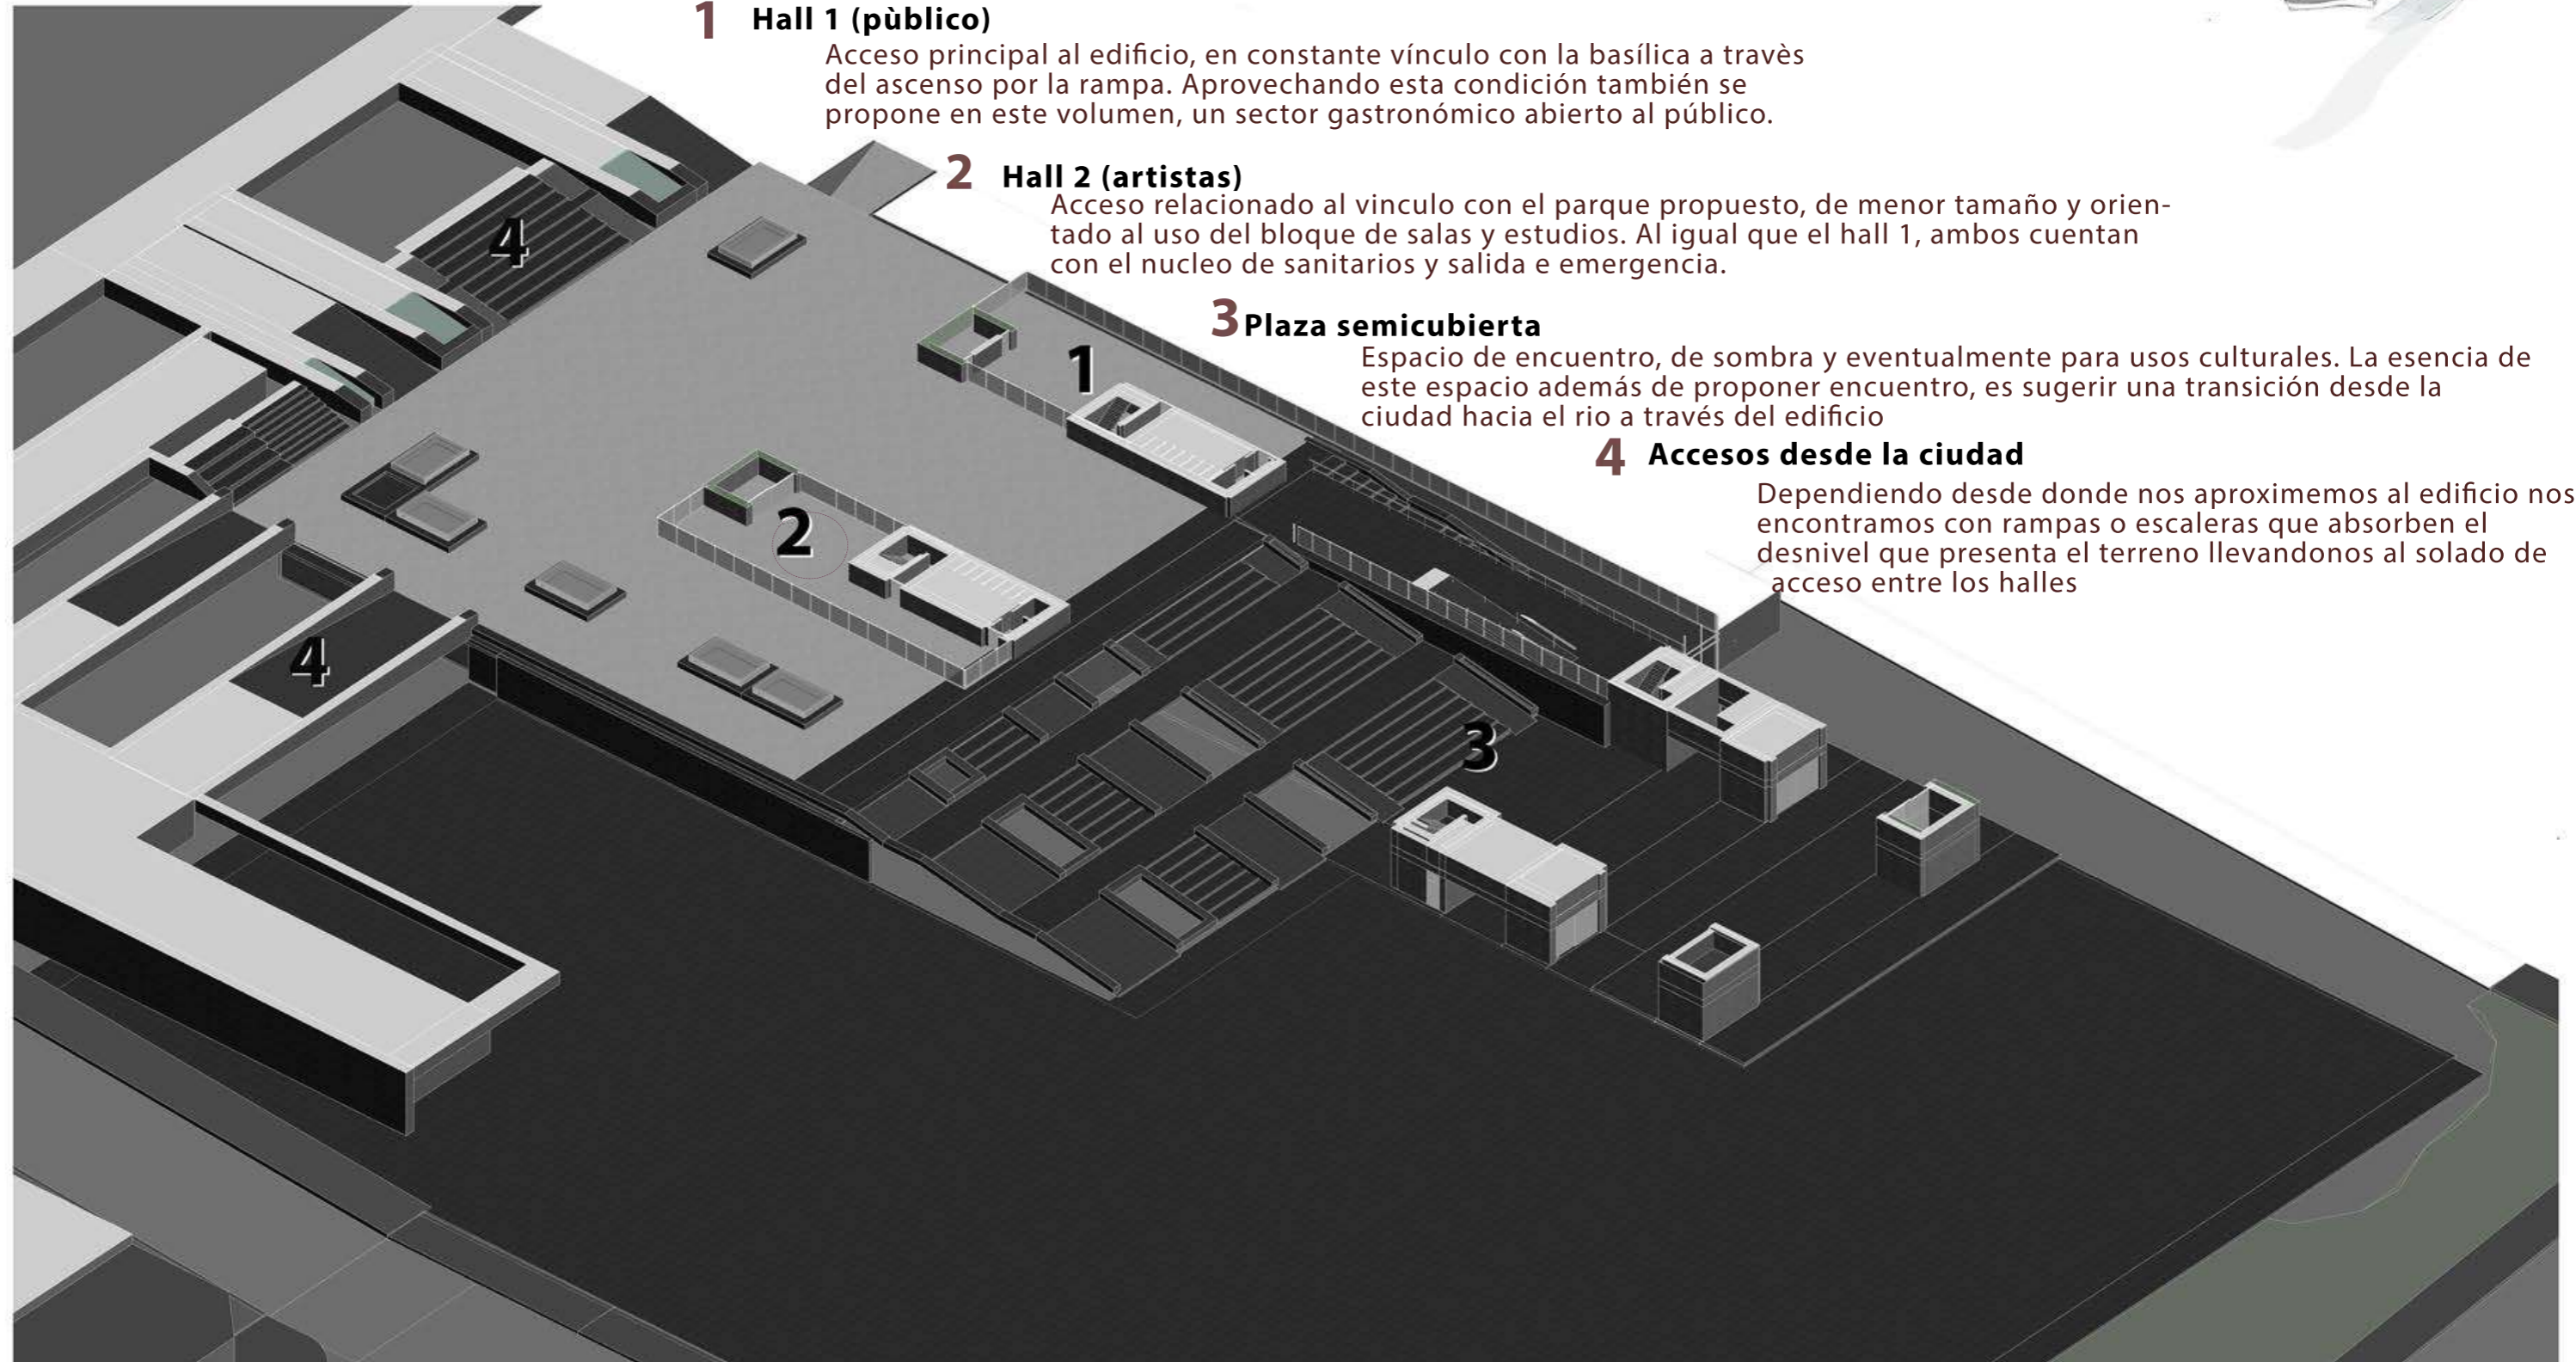 1 Hall 1 (pùblico)
Acceso principal al edificio, en constante vínculo con la basílica a travès
del ascenso por la rampa. Aprovechando esta condición también se
propone en este volumen, un sector gastronómico abierto al público.
2 Hall 2 (artistas)
Acceso relacionado al vinculo con el parque propuesto, de menor tamaño y orien-
tado al uso del bloque de salas y estudios. Al igual que el hall 1, ambos cuentan
con el nucleo de sanitarios y salida e emergencia.
3 Plaza semicubierta
Espacio de encuentro, de sombra y eventualmente para usos culturales. La esencia de
este espacio además de proponer encuentro, es sugerir una transición desde la
ciudad hacia el rio a través del edificio
4 Accesos desde la ciudad
Dependiendo desde donde nos aproximemos al edificio nos
encontramos con rampas o escaleras que absorben el
desnivel que presenta el terreno llevandonos al solado de
acceso entre los halles
4
1
2
4
3